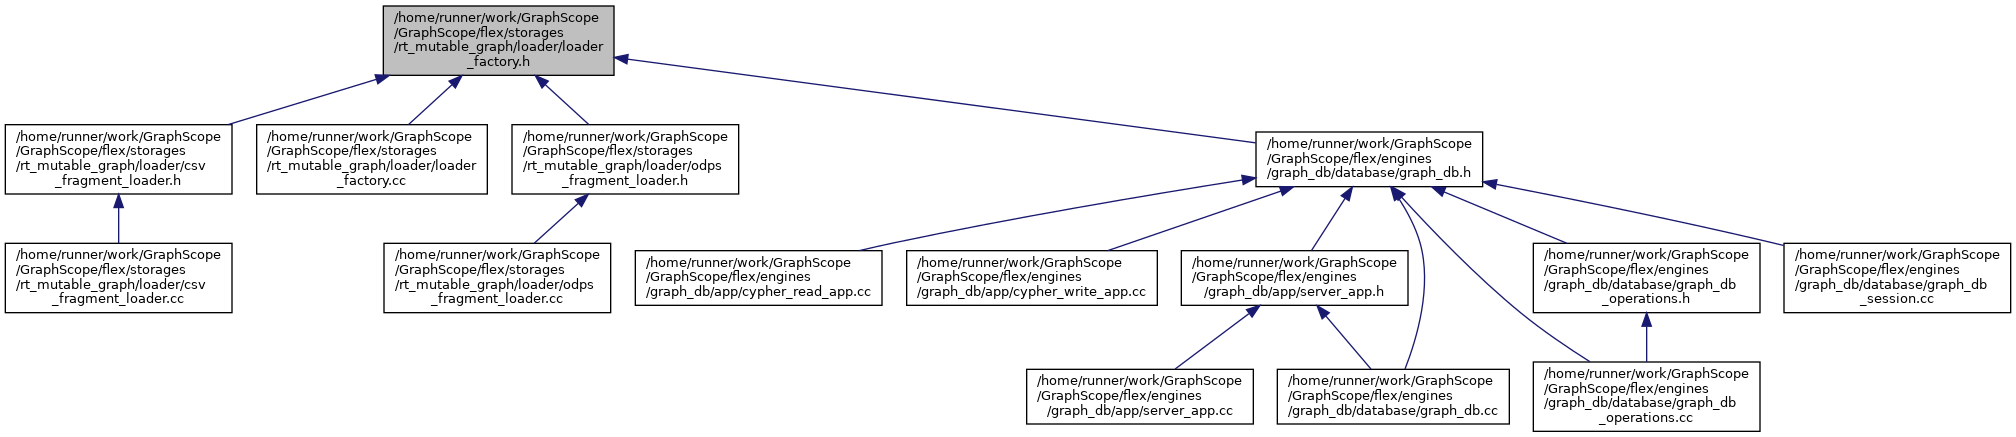 /home/runner/work/GraphScope
/GraphScope/flex/storages
/rt_mutable_graph/loader/loader
_factory.h
/home/runner/work/GraphScope
/GraphScope/flex/storages
/rt_mutable_graph/loader/csv
_fragment_loader.h
/home/runner/work/GraphScope
/GraphScope/flex/storages
/rt_mutable_graph/loader/loader
_factory.cc
/home/runner/work/GraphScope
/GraphScope/flex/storages
/rt_mutable_graph/loader/odps
_fragment_loader.h
/home/runner/work/GraphScope
/GraphScope/flex/engines
/graph_db/database/graph_db.h
/home/runner/work/GraphScope
/GraphScope/flex/storages
/rt_mutable_graph/loader/csv
_fragment_loader.cc
/home/runner/work/GraphScope
/GraphScope/flex/storages
/rt_mutable_graph/loader/odps
_fragment_loader.cc
/home/runner/work/GraphScope
/GraphScope/flex/engines
/graph_db/app/cypher_read_app.cc
/home/runner/work/GraphScope
/GraphScope/flex/engines
/graph_db/app/cypher_write_app.cc
/home/runner/work/GraphScope
/GraphScope/flex/engines
/graph_db/app/server_app.h
/home/runner/work/GraphScope
/GraphScope/flex/engines
/graph_db/database/graph_db
_operations.h
/home/runner/work/GraphScope
/GraphScope/flex/engines
/graph_db/database/graph_db
_session.cc
/home/runner/work/GraphScope
/GraphScope/flex/engines
/graph_db/app/server_app.cc
/home/runner/work/GraphScope
/GraphScope/flex/engines
/graph_db/database/graph_db.cc
/home/runner/work/GraphScope
/GraphScope/flex/engines
/graph_db/database/graph_db
_operations.cc